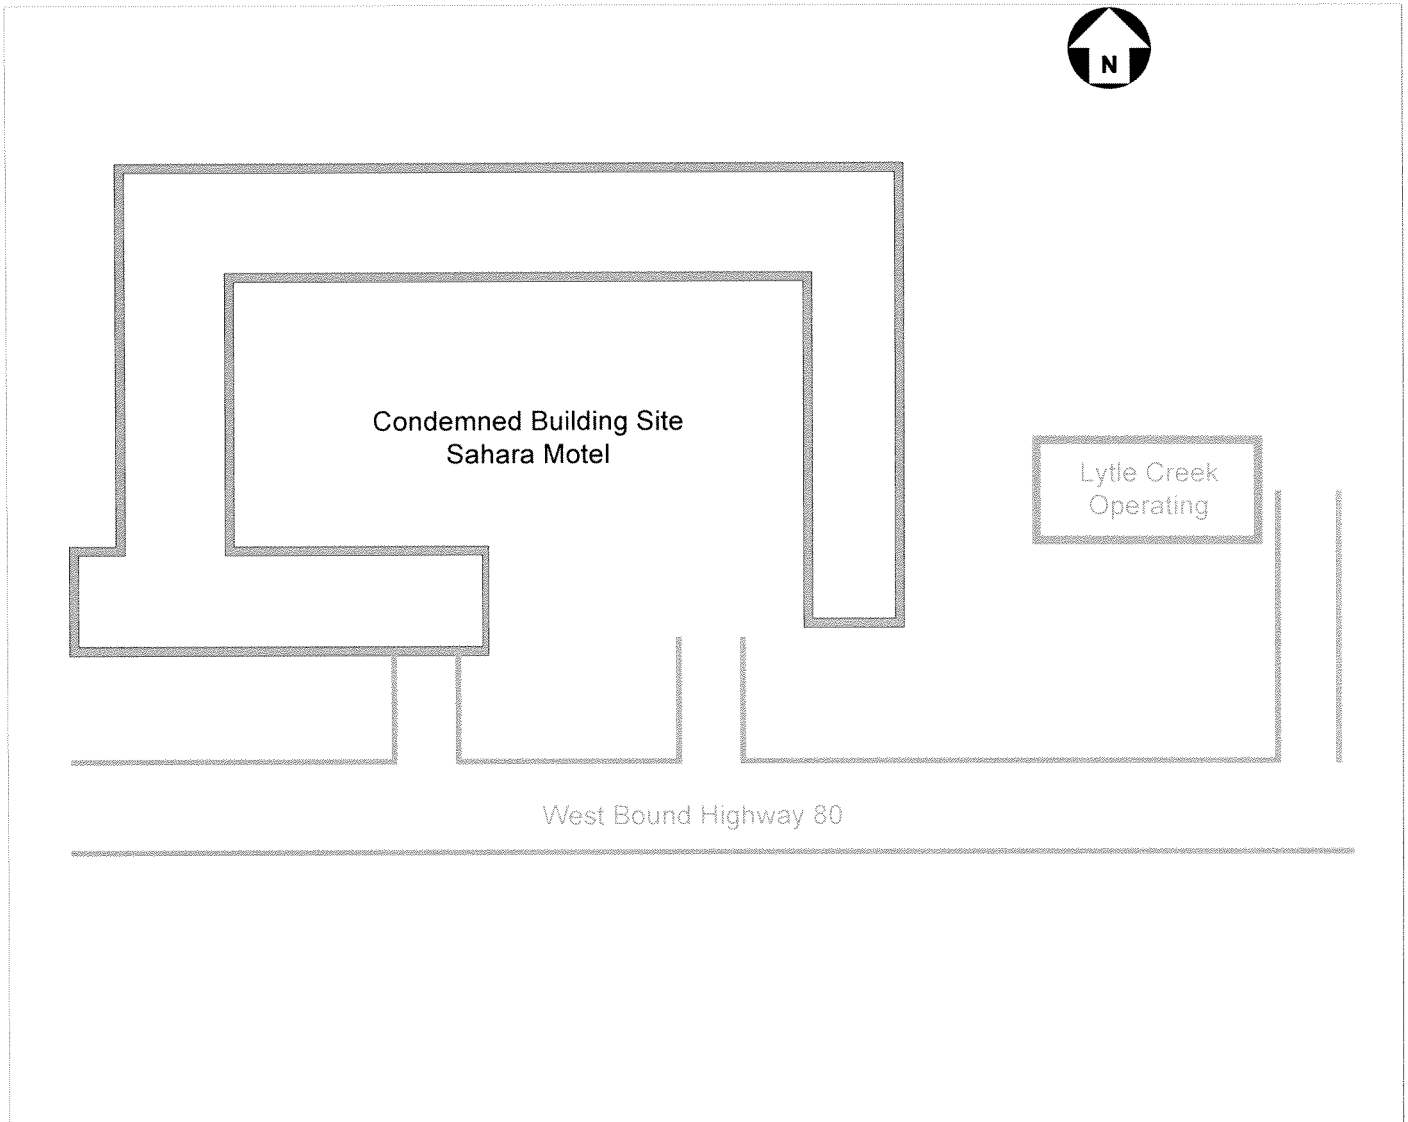 N
Condemned Building Site
Sahara Motel
Lytle Creek
Operating
West Bound Highway 80